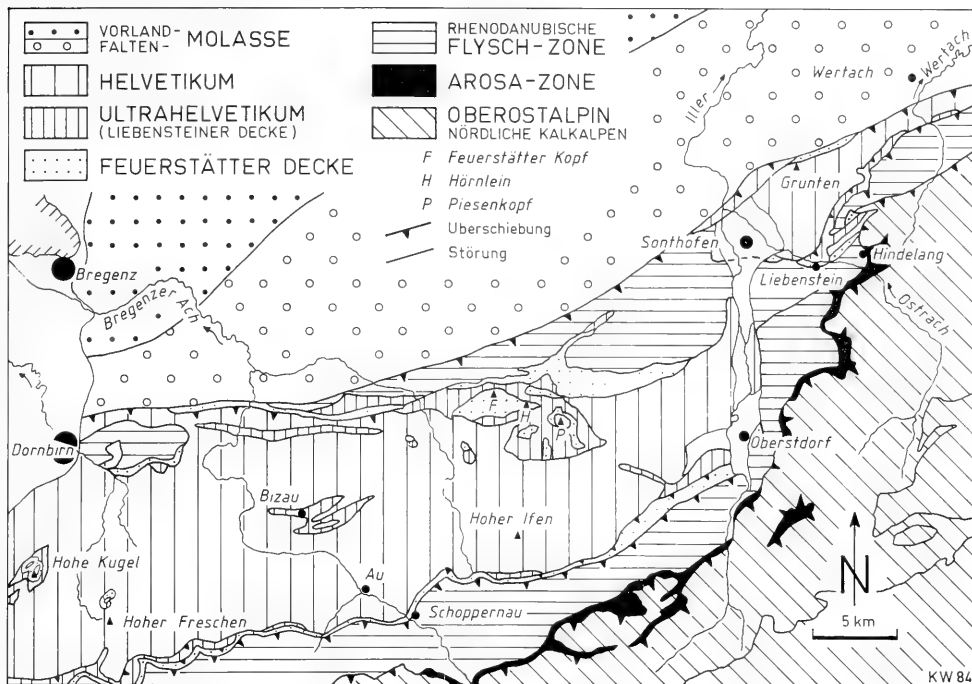 VORLAND-
FALTEN- MOLASSE
HELVETIKUM
ULTRAHELVETIKUM
(LIEBENSTEINER DECKE)
FEUERSTÄTTER DECKE
RHENODANUBISCHE
FLYSCH-ZONE
AROSA-ZONE
OBEROSTALPIN
NÖRDLICHE KALKALPEN
F Feuerstätter Kopf
H Hörnlein
P Piesenkopf
Überschiebung
Störung
Iller
Wertach
Wertach
Grünten
Sonthofen
Hindelang
Liebenstein
Ostrach
Bregenz
Bregenzer Ach
F
H
P
Dornbirn
Oberstdorf
Bizau
Hoher Ifen
Hohe Kugel
Au
Schoppernau
Hoher Freschen
N
5 km
KW 84